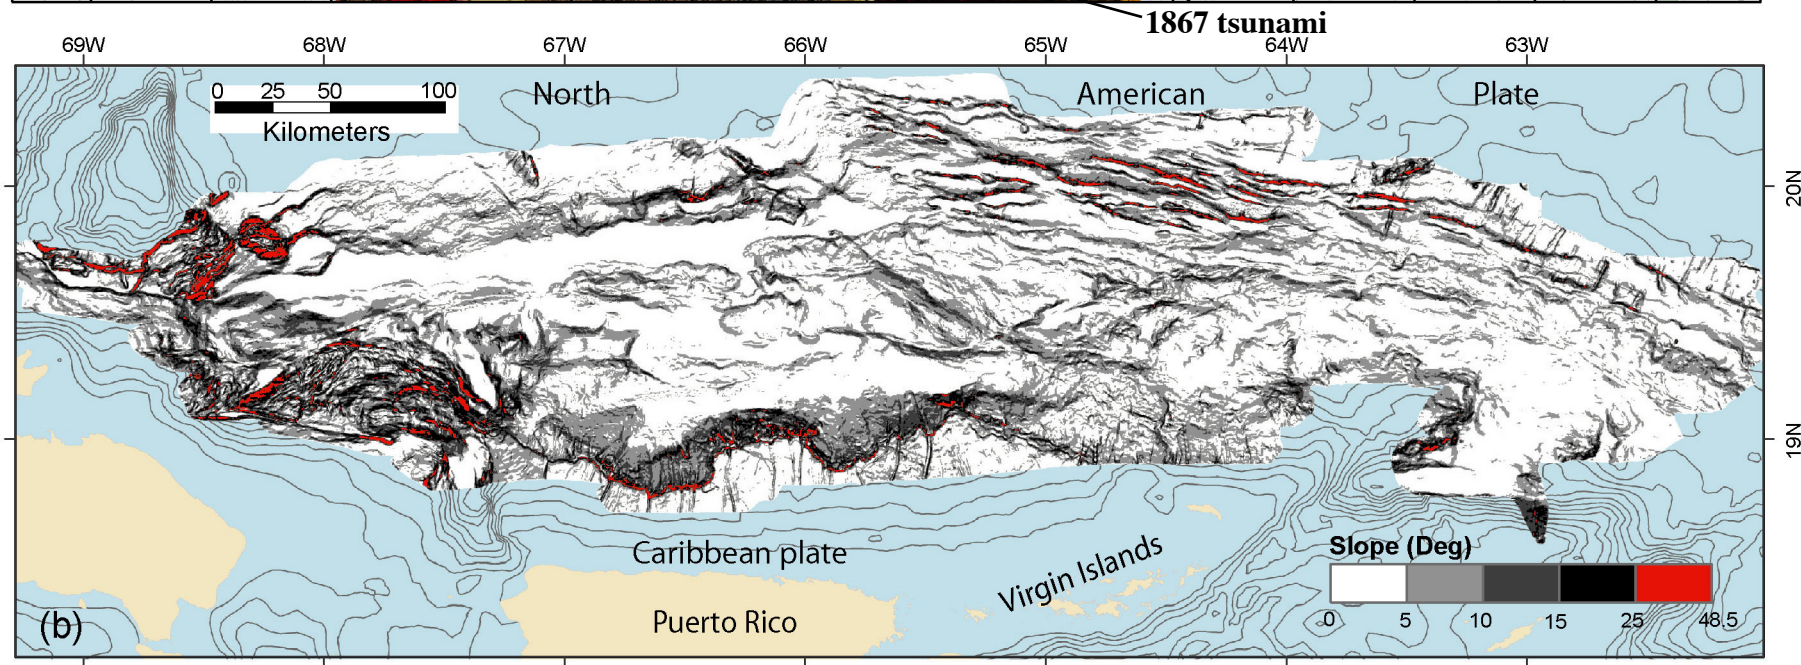 1867 tsunami
69W 68W 67W 66W 65W 64W 63W
0 25 50 100
Kilometers
North American Plate
20N
19N
Caribbean plate
Virgin Islands
Puerto Rico
Slope (Deg)
0 5 10 15 25 48.5
(b)